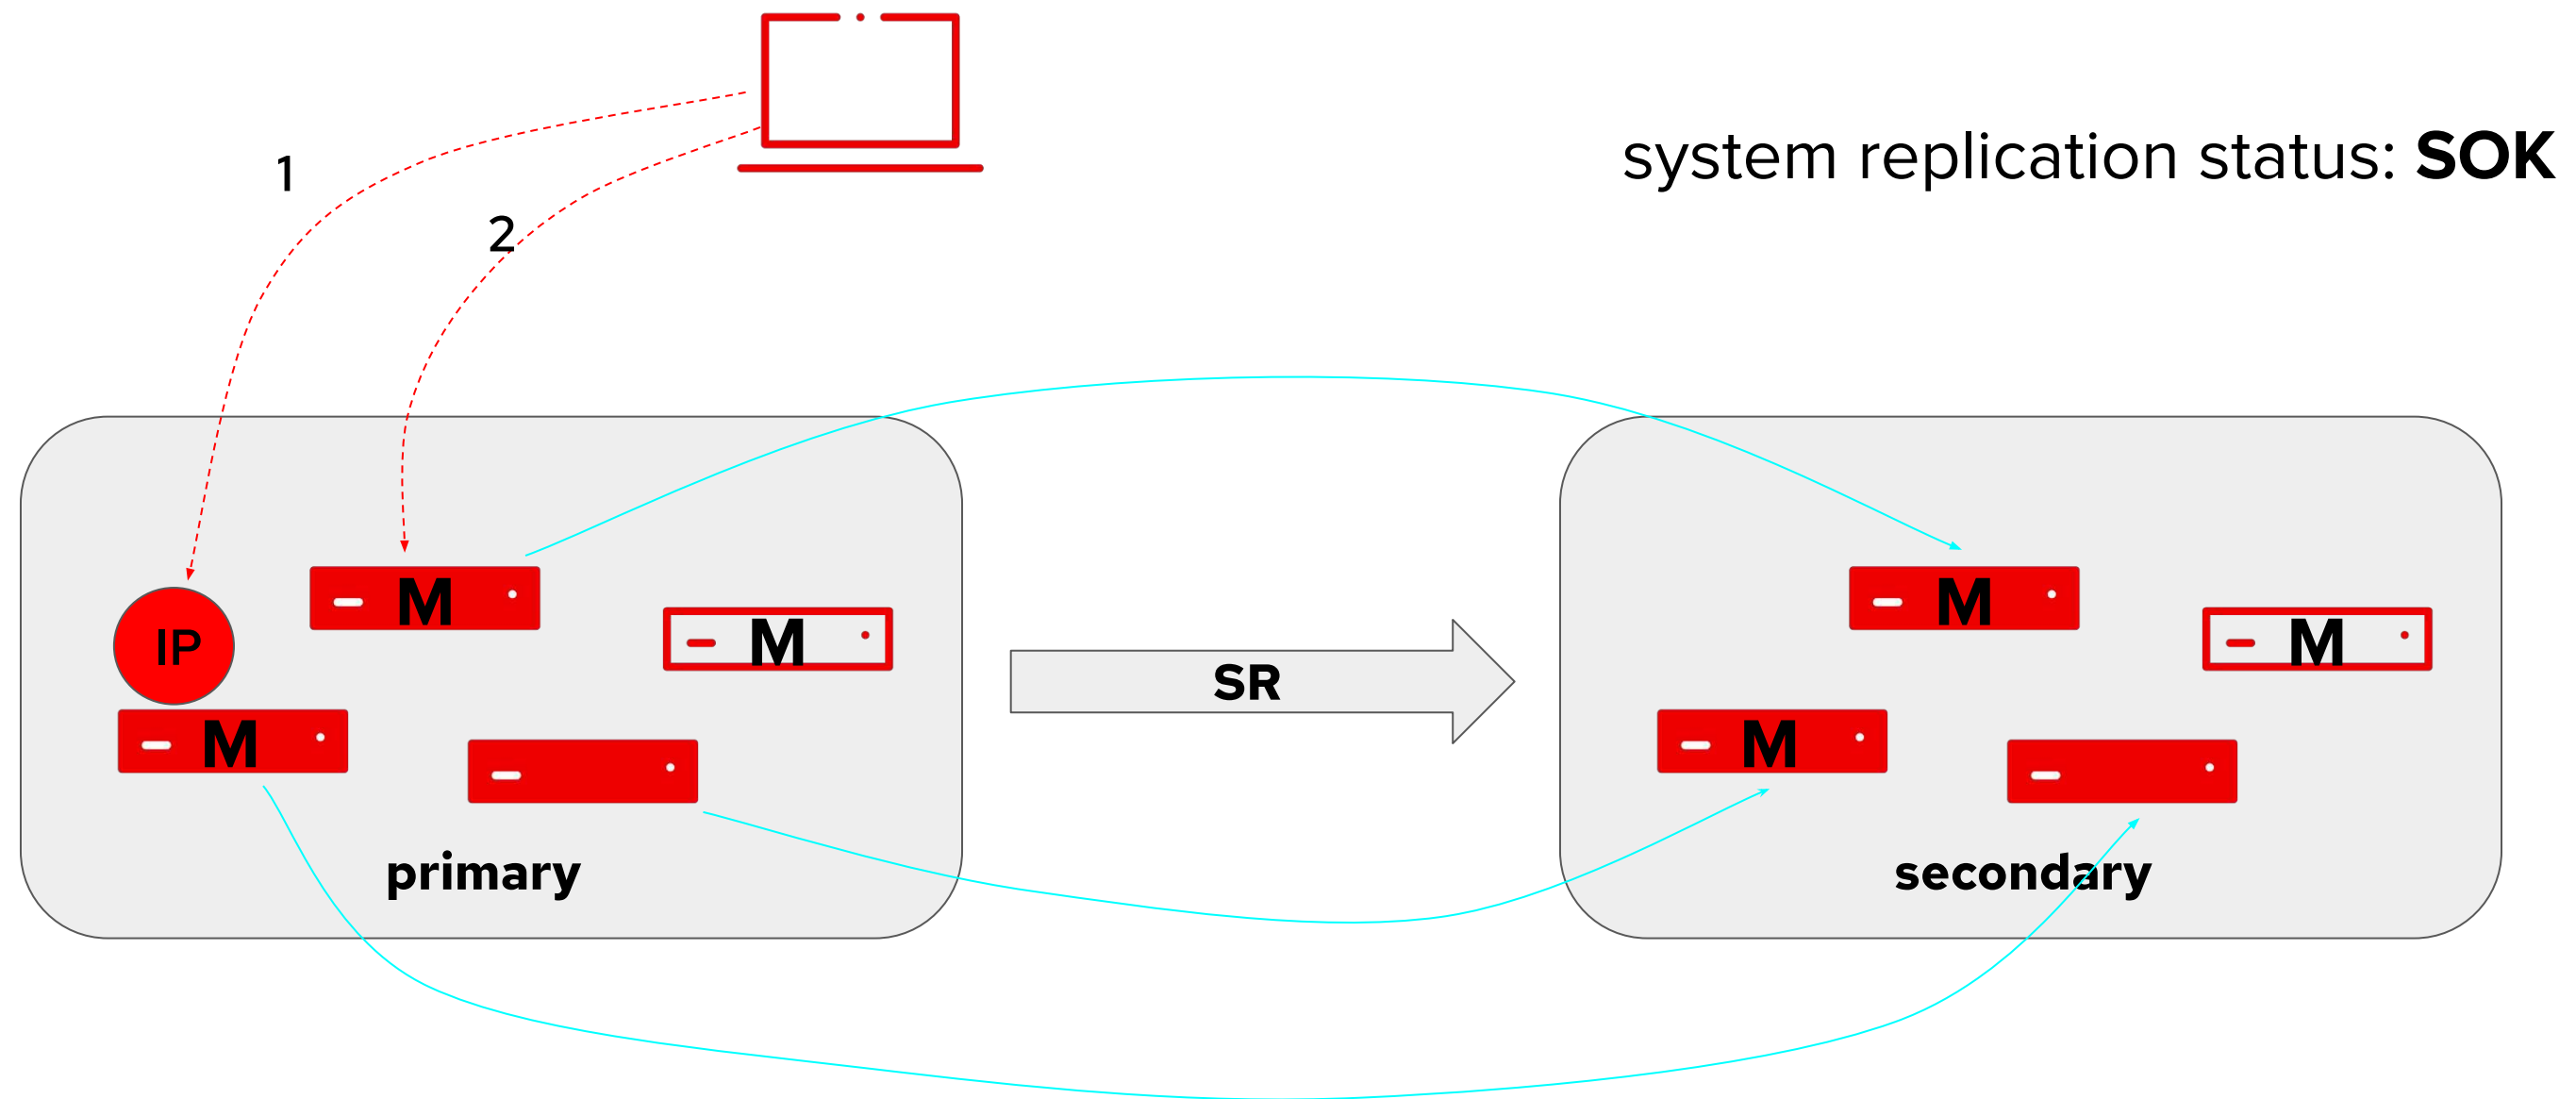 1
2
system replication status: SOK
IP
M
M
M
primary
SR
M
M
M
secondary